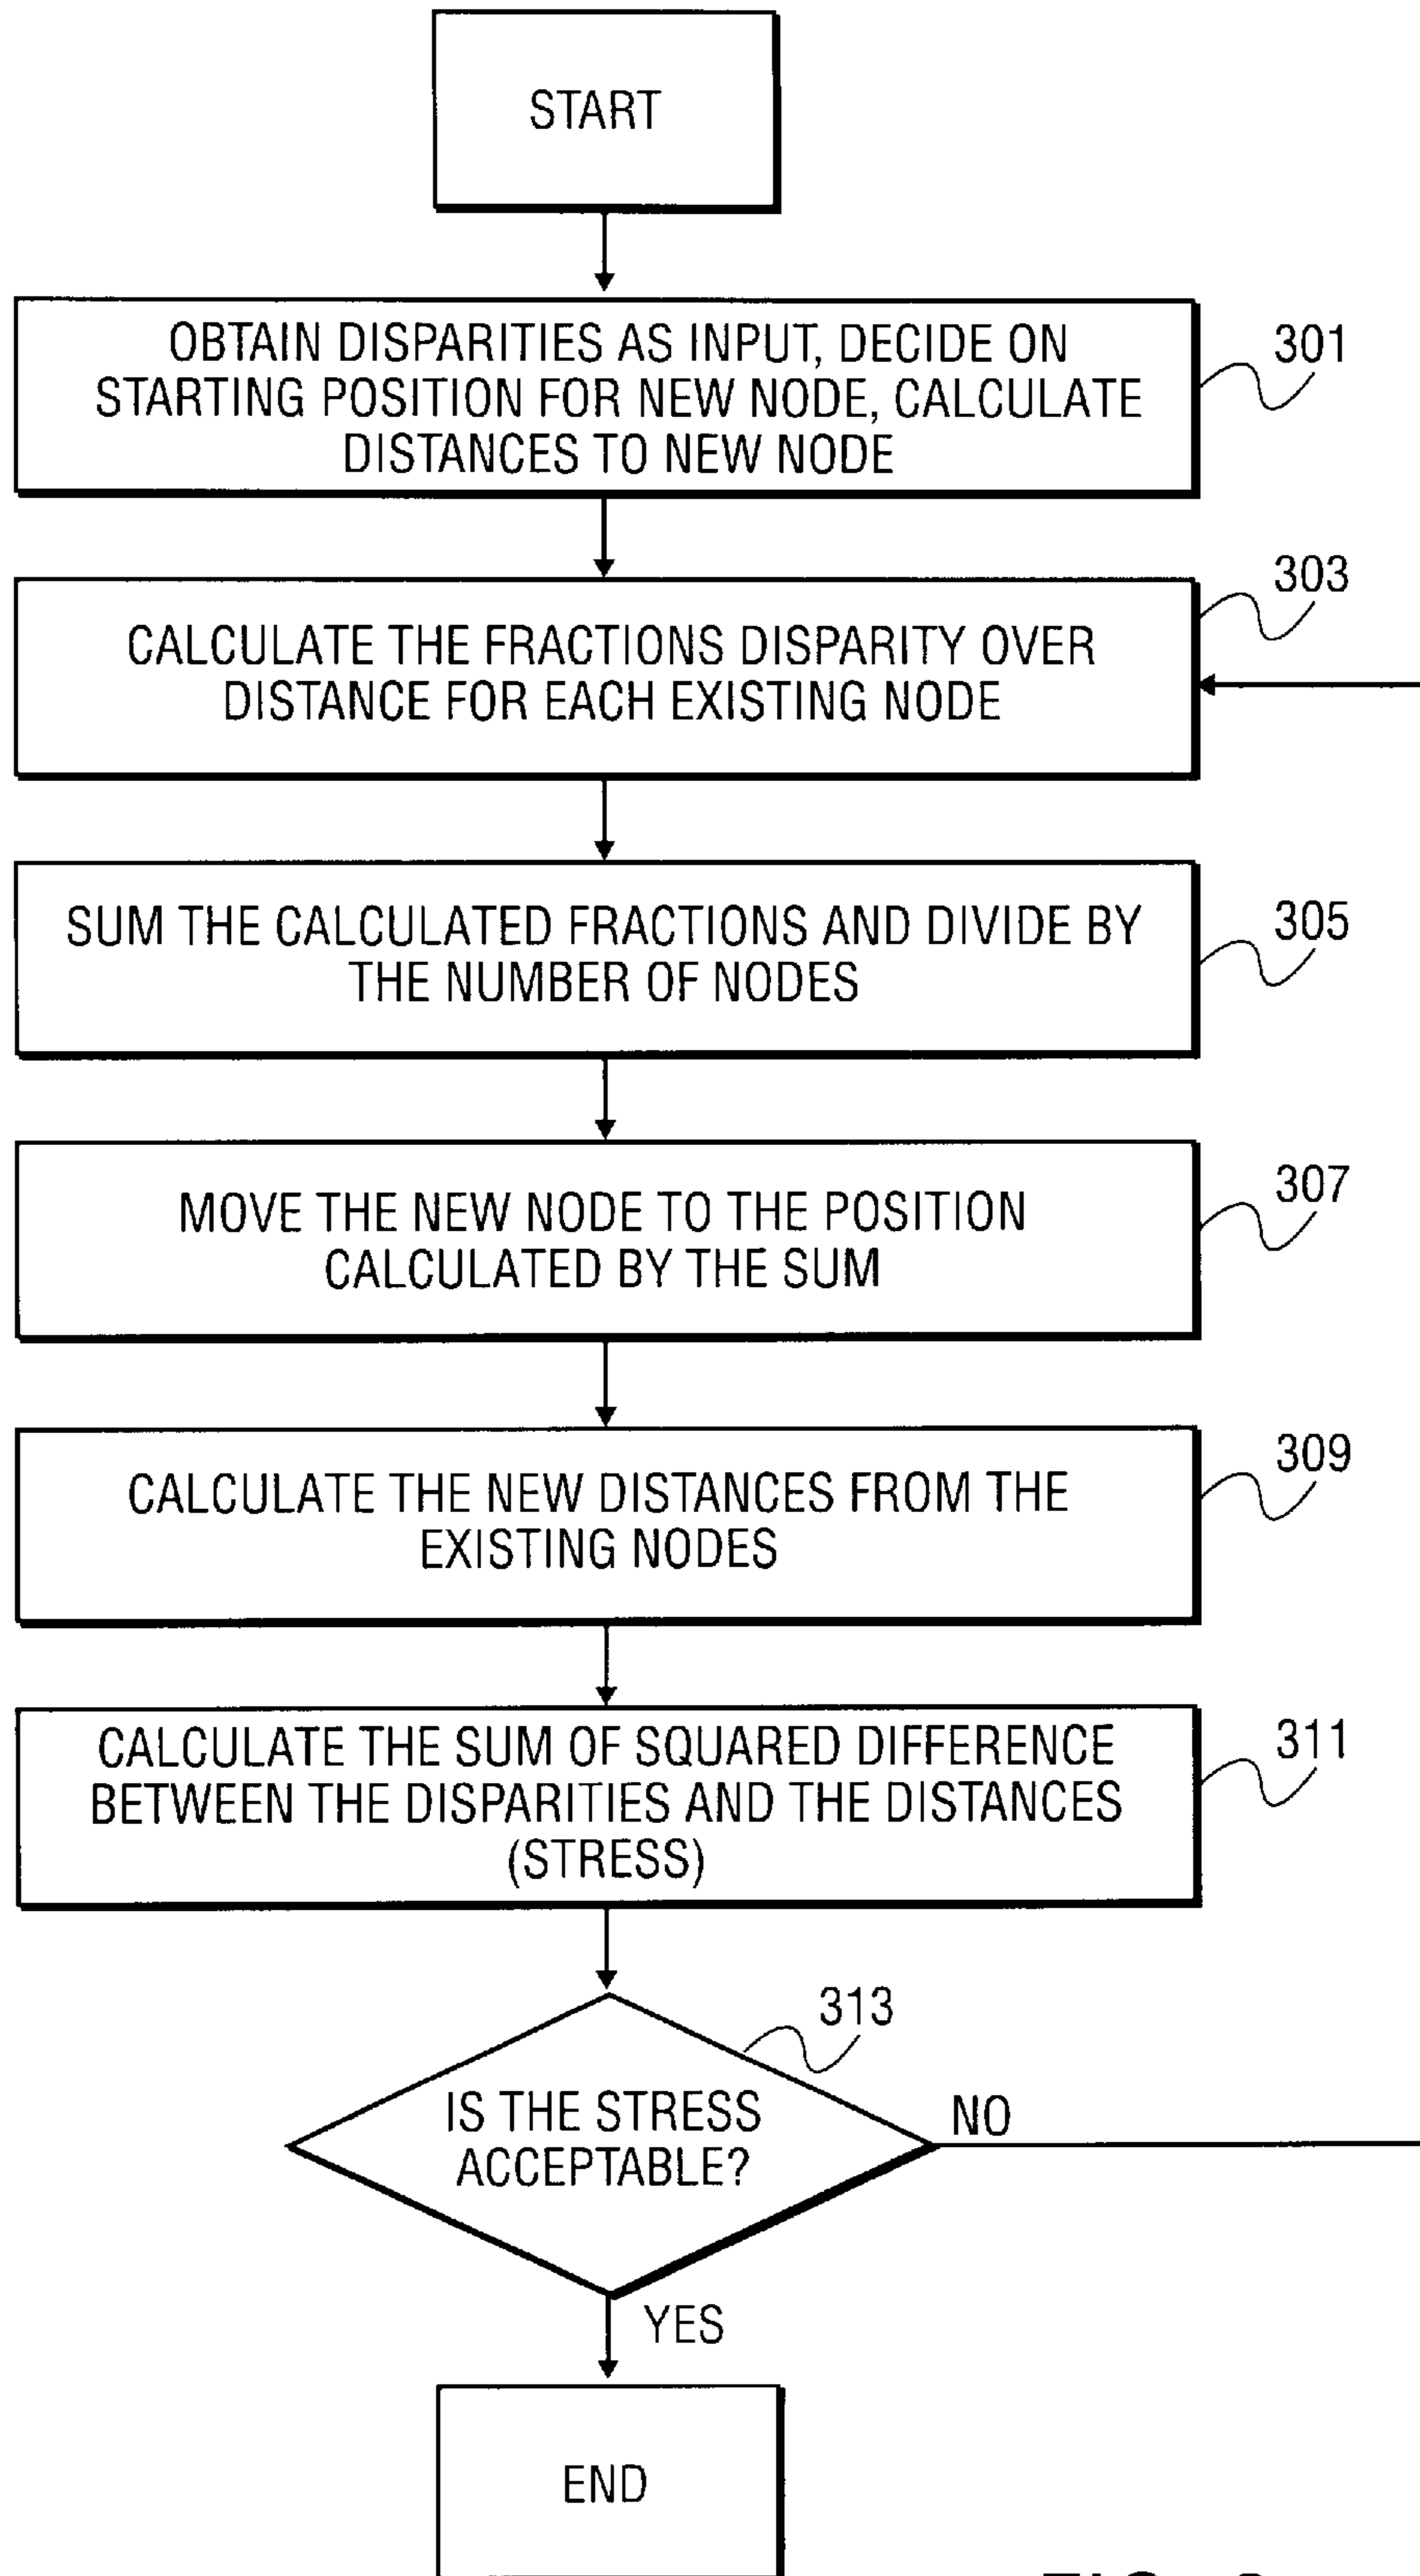 START
OBTAIN DISPARITIES AS INPUT, DECIDE ON
STARTING POSITION FOR NEW NODE, CALCULATE
DISTANCES TO NEW NODE
301
CALCULATE THE FRACTIONS DISPARITY OVER
DISTANCE FOR EACH EXISTING NODE
303
SUM THE CALCULATED FRACTIONS AND DIVIDE BY
THE NUMBER OF NODES
305
MOVE THE NEW NODE TO THE POSITION
CALCULATED BY THE SUM
307
CALCULATE THE NEW DISTANCES FROM THE
EXISTING NODES
309
CALCULATE THE SUM OF SQUARED DIFFERENCE
BETWEEN THE DISPARITIES AND THE DISTANCES
(STRESS)
311
313
IS THE STRESS
ACCEPTABLE?
NO
YES
END